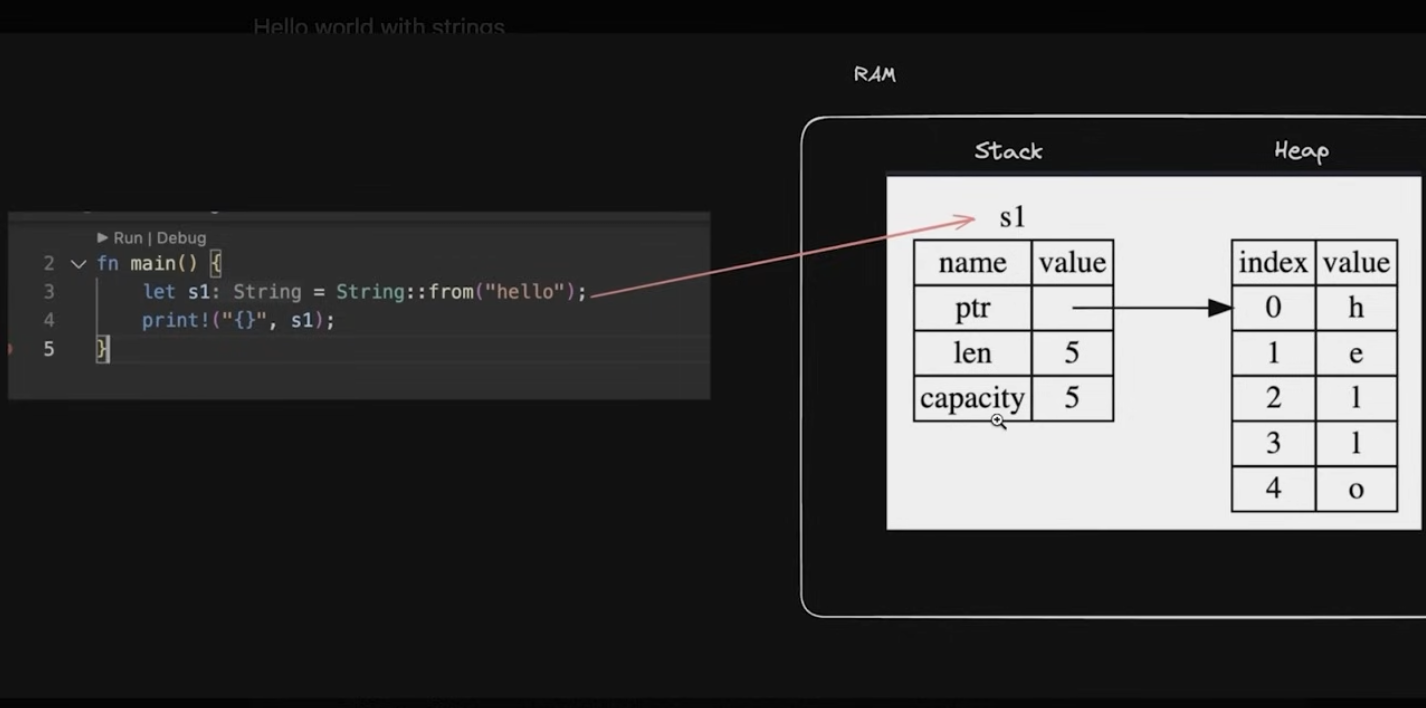 Hello world with strings
RAM
Stack Heap
s1
name value
ptr
len 5
capacity 5
index value
0 h
1 e
2 l
3 l
4 o
▶ Run | Debug
2 fn main() {
3 let s1: String = String::from("hello");
4 print!("{}", s1);
5 }